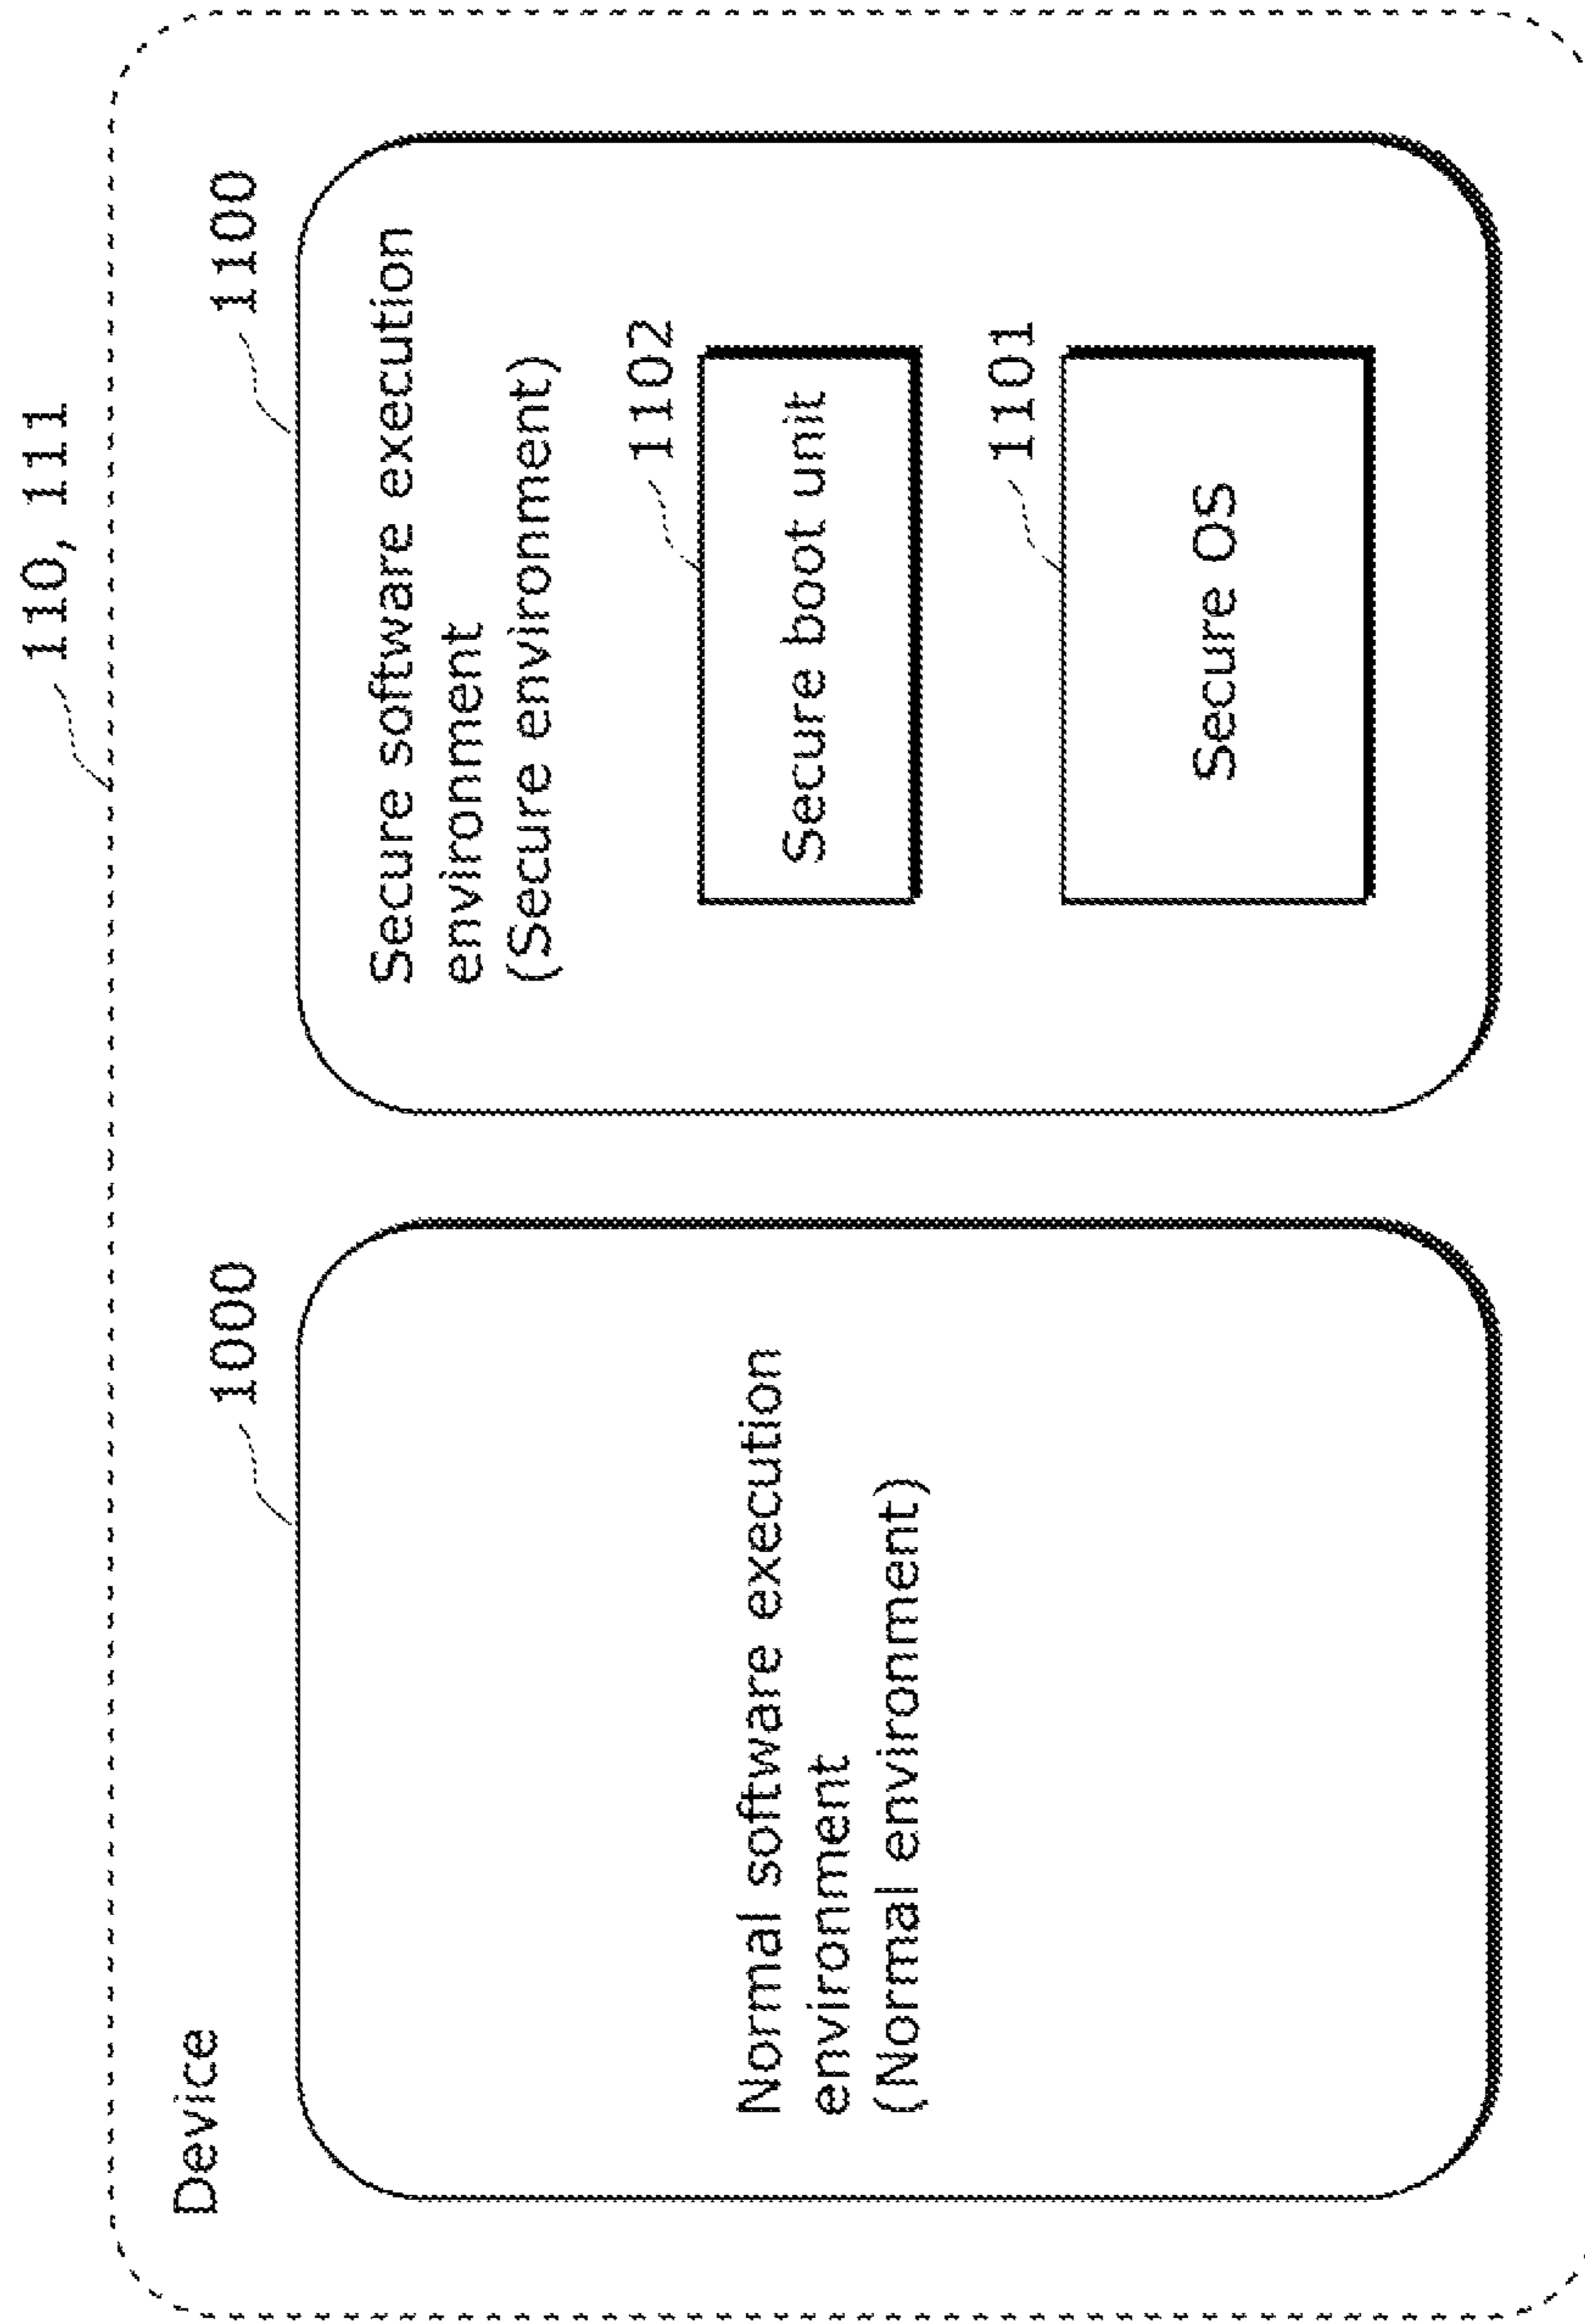 110, 111
Device
1000
Normal software execution
environment
(Normal environment)
1100
Secure software execution
environment
(Secure environment)
1102
Secure boot unit
1101
Secure OS